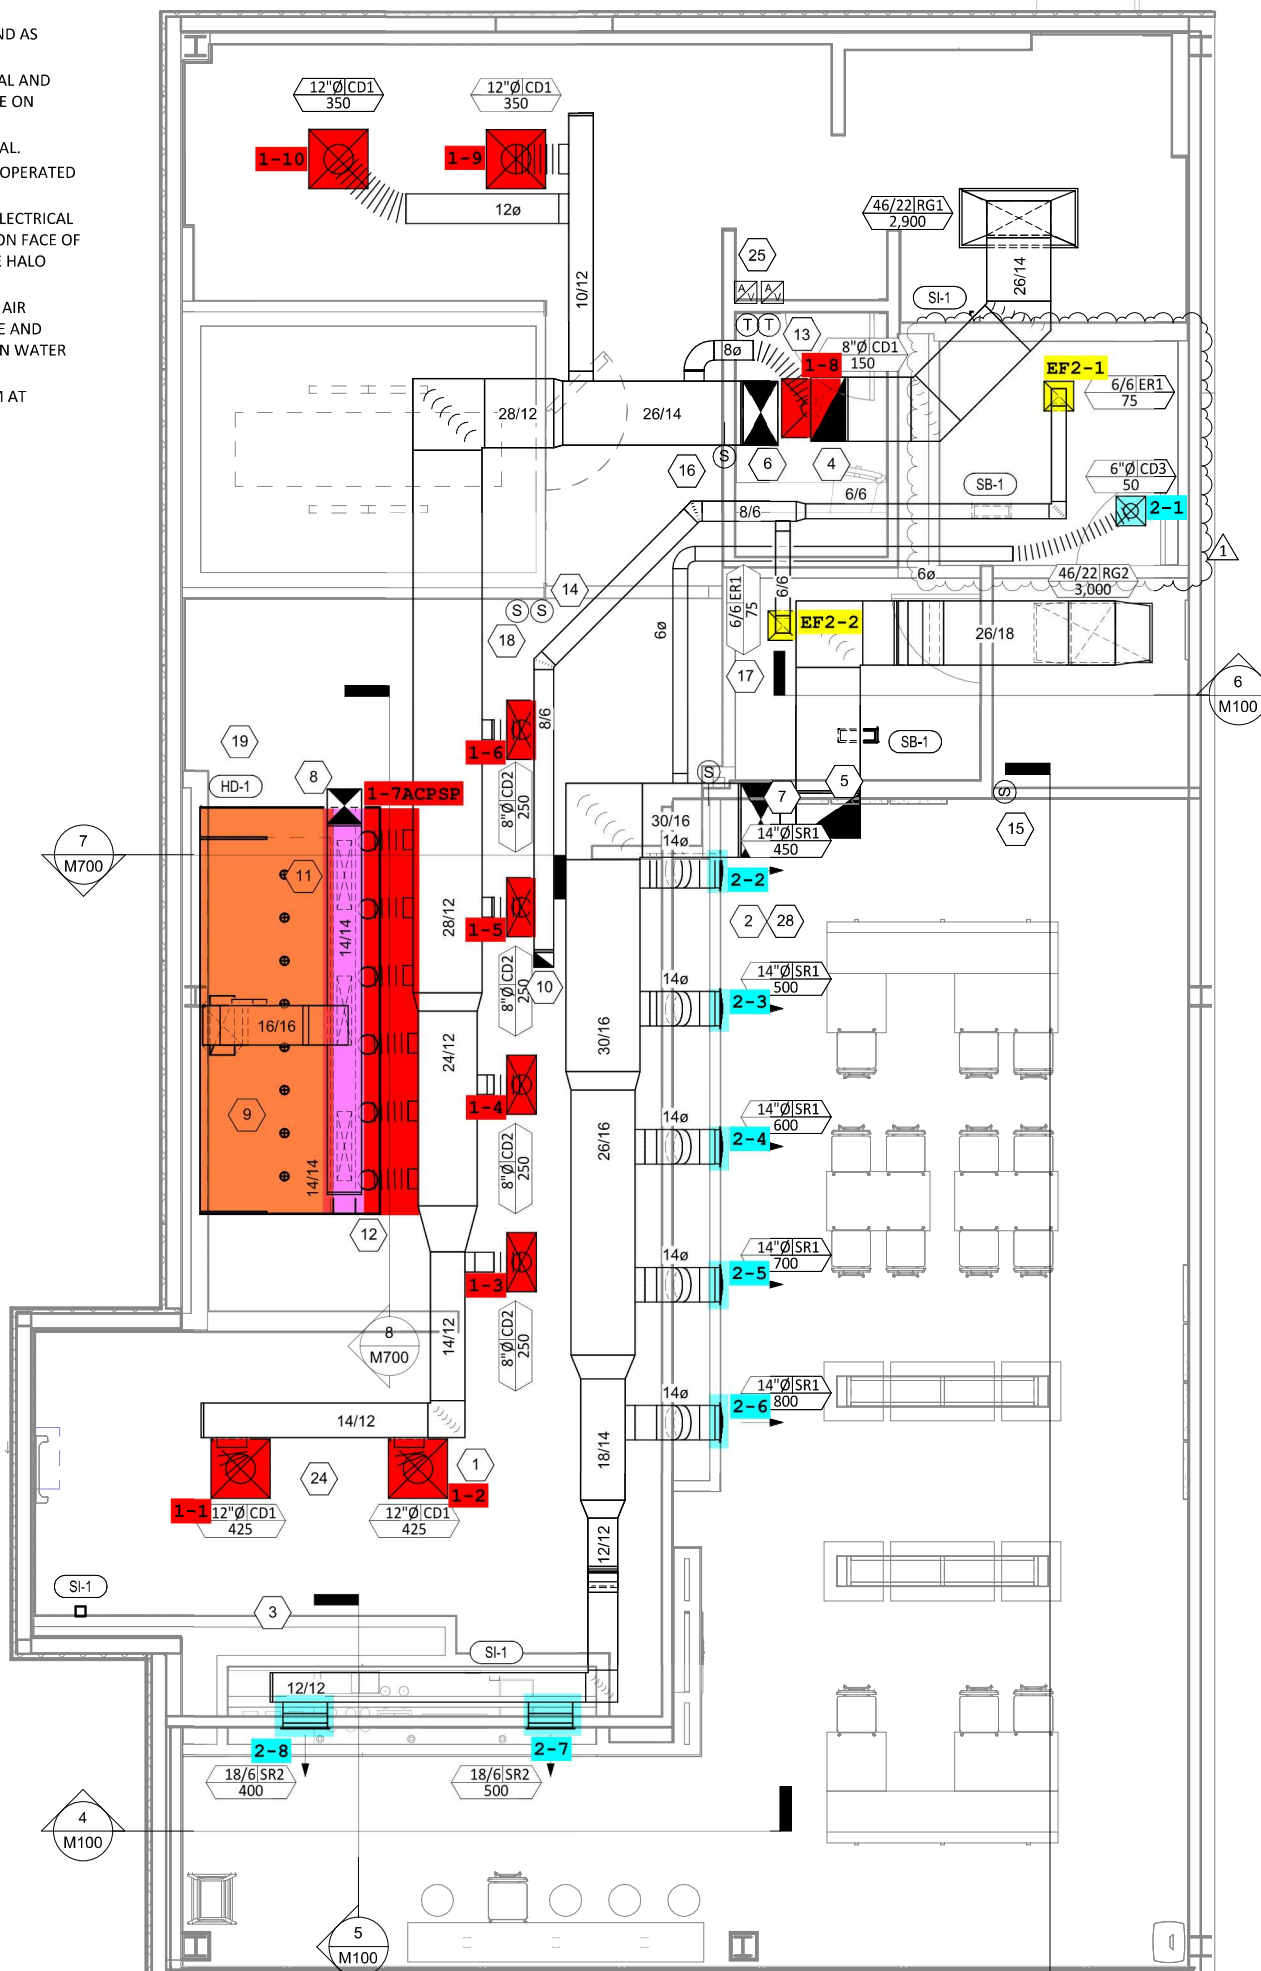 ND AS
AL AND
E ON
AL.
OPERATED
LECTRICAL
ON FACE OF
E HALO
AIR
E AND
N WATER
M AT
12"Ø CD1
350
12"Ø CD1
350
1-10
1-9
12ø
10/12
46/22 RG1
2,900
25
A/V
A/V
26/14
SI-1
T
T
13
8ø
8"Ø CD1
150
1-8
EF2-1
6/6 ER1
75
28/12
26/14
S
16
6
4
6"Ø CD3
50
SB-1
6/6
8/6
2-1
1
6ø
46/22 RG2
3,000
14
S
S
18
6ø
6/6 ER1
75
6/6
EF2-2
26/18
17
6
M100
8/6
1-6
19
8
HD-1
1-7ACPSP
SB-1
S
5
7
S
15
8"Ø CD2
250
30/16
14ø
14"Ø SR1
450
7
M700
11
2-2
1-5
14/14
28/12
2
28
8"Ø CD2
250
10
14ø
14"Ø SR1
500
2-3
16/16
24/12
30/16
9
1-4
14ø
14"Ø SR1
600
2-4
26/16
8"Ø CD2
250
14/14
12
1-3
14ø
14"Ø SR1
700
2-5
8
M700
14/12
8"Ø CD2
250
14ø
14"Ø SR1
800
2-6
14/12
18/14
24
1
1-1
1-2
12"Ø CD1
425
12"Ø CD1
425
12/12
SI-1
3
SI-1
12/12
2-8
2-7
18/6 SR2
400
18/6 SR2
500
4
M100
5
M100